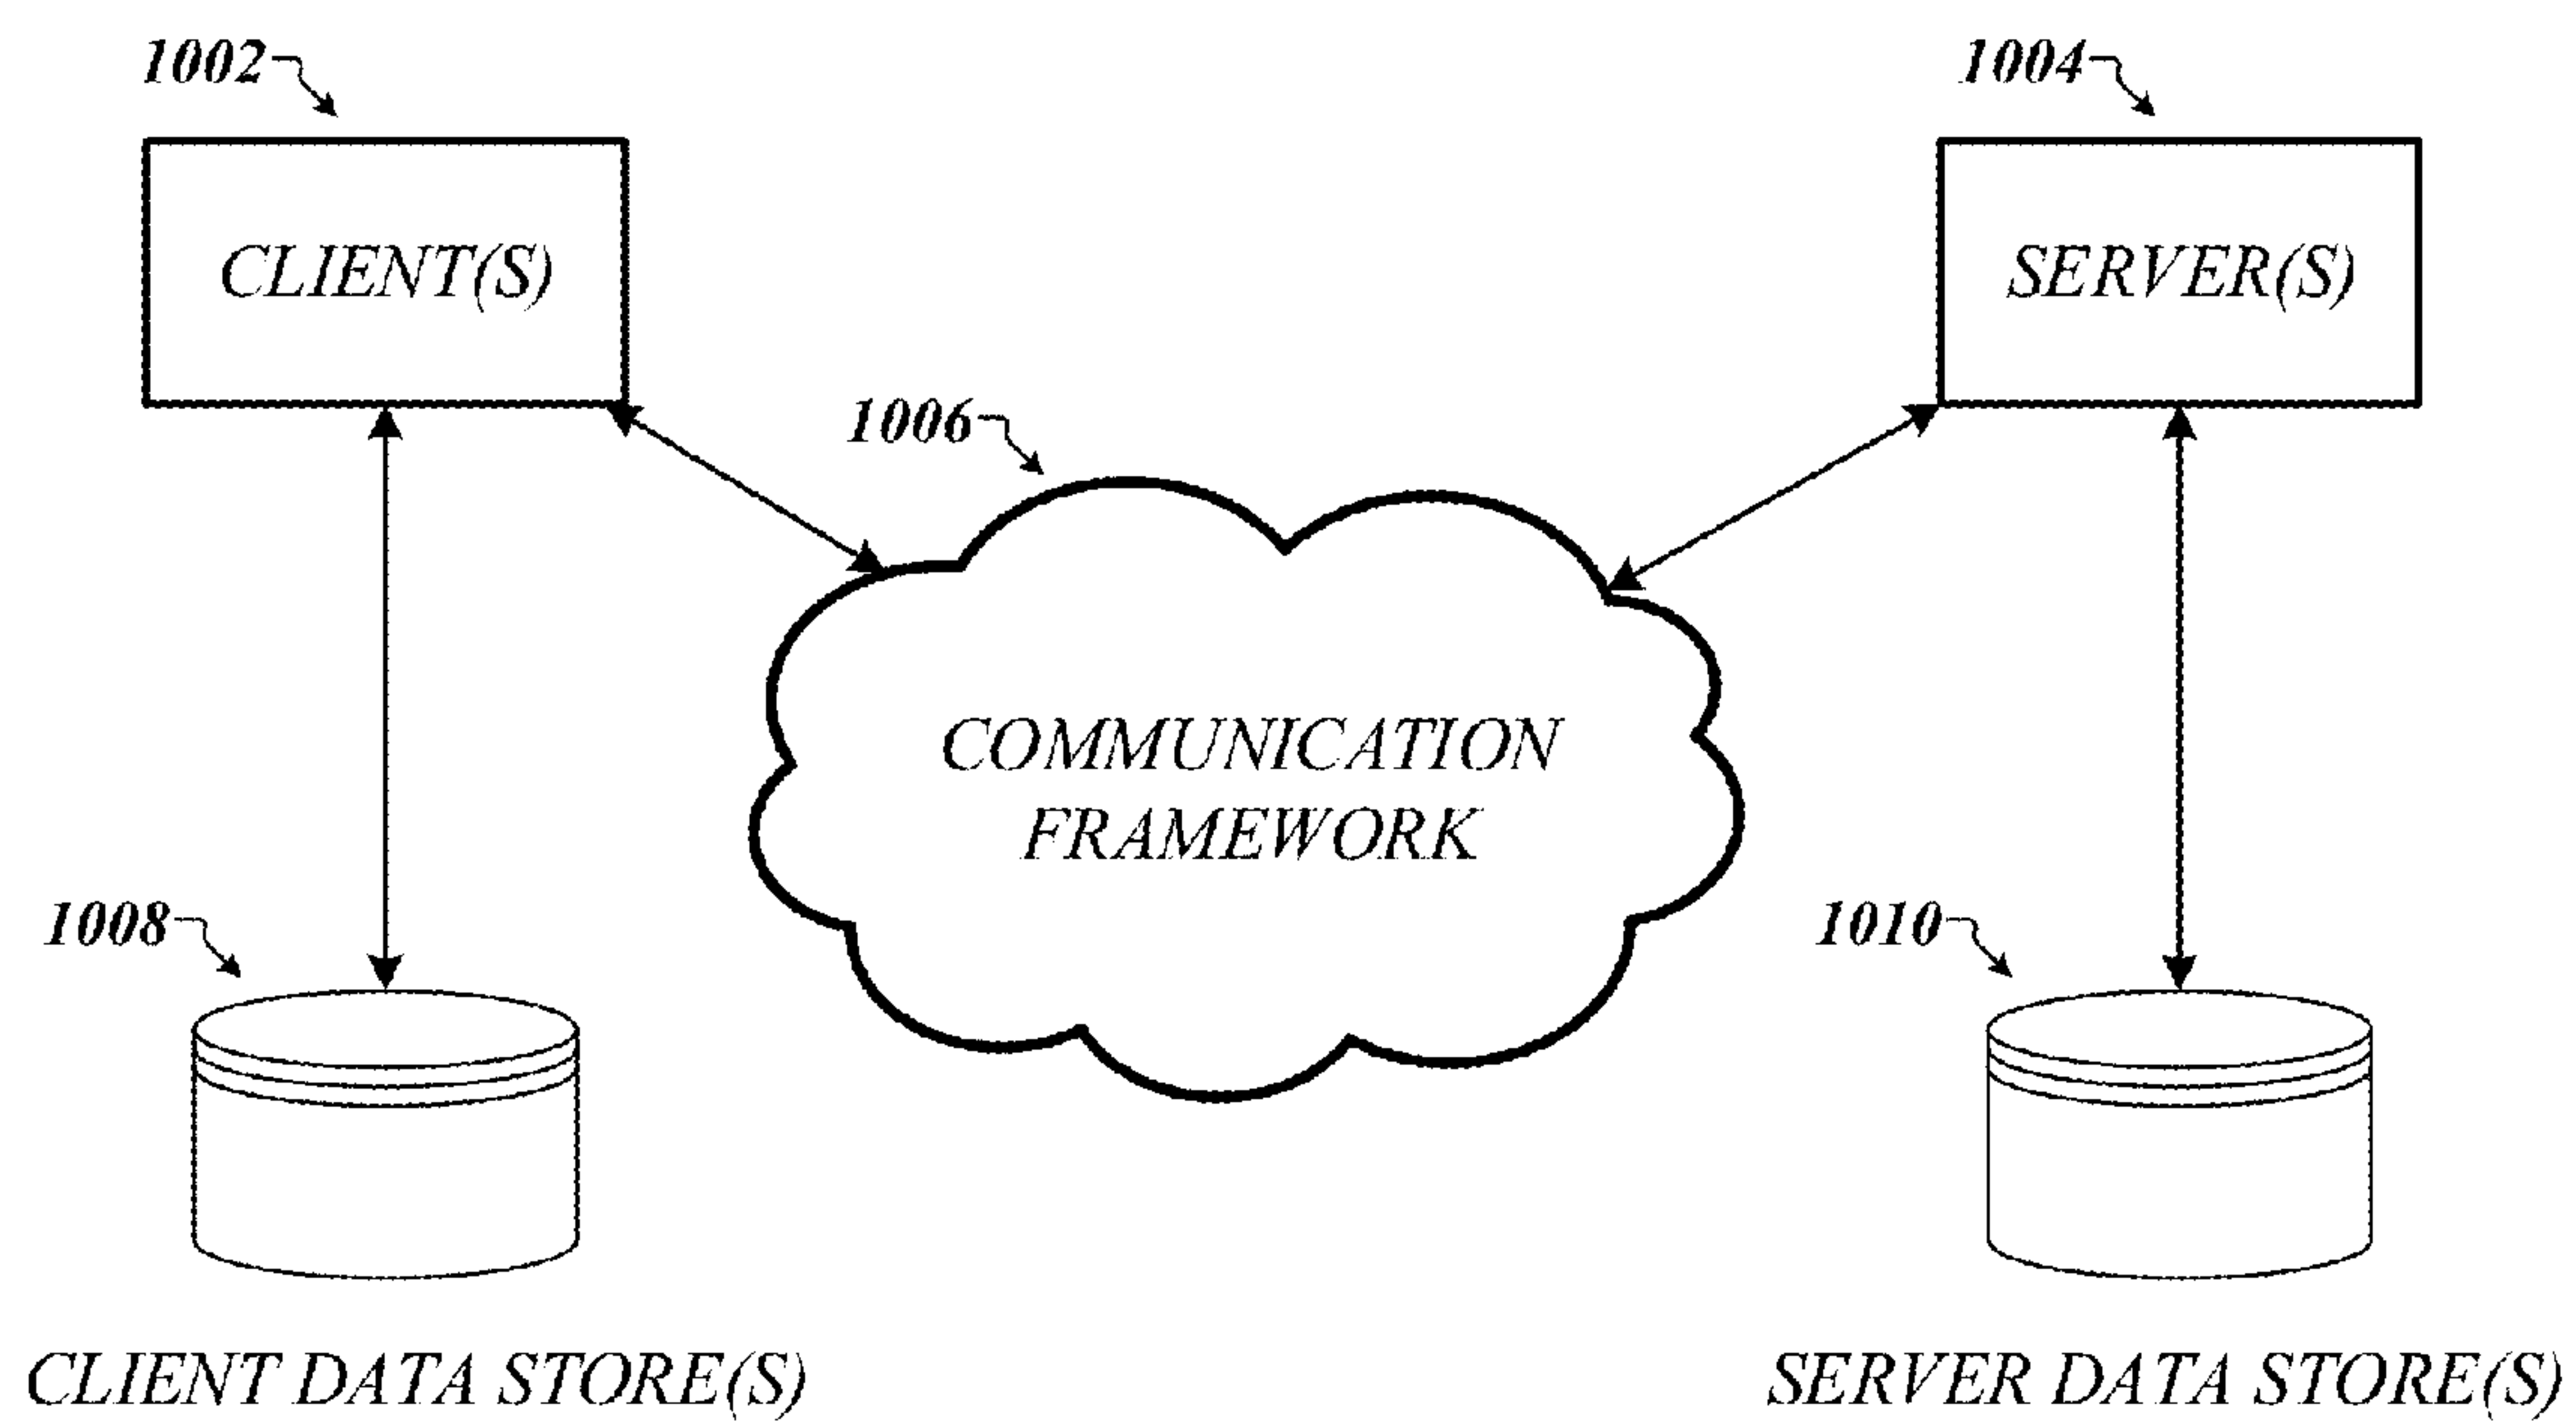 1002
1004
CLIENT(S)
SERVER(S)
1006
COMMUNICATION
FRAMEWORK
1008
1010
CLIENT DATA STORE(S)
SERVER DATA STORE(S)